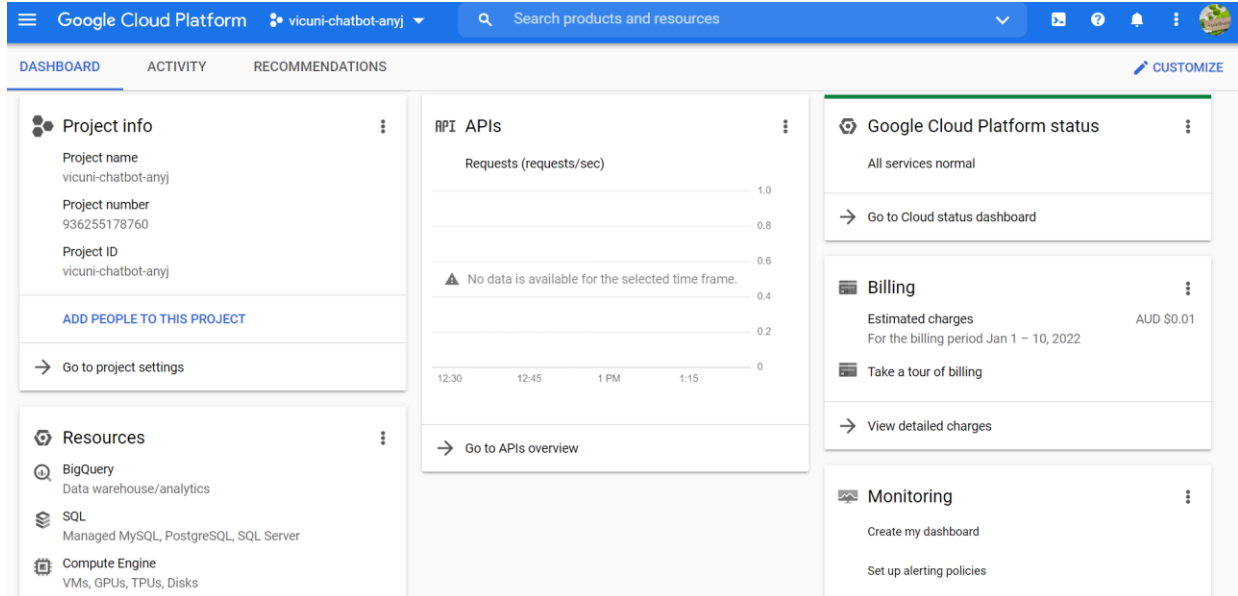 Google Cloud Platform
vicuni-chatbot-anyj
Search products and resources
DASHBOARD
ACTIVITY
RECOMMENDATIONS
CUSTOMIZE
Project info
Project name
vicuni-chatbot-anyj
Project number
936255178760
Project ID
vicuni-chatbot-anyj
ADD PEOPLE TO THIS PROJECT
Go to project settings
Resources
BigQuery
Data warehouse/analytics
SQL
Managed MySQL, PostgreSQL, SQL Server
Compute Engine
VMs, GPUs, TPUs, Disks
API APIs
Requests (requests/sec)
1.0
0.8
0.6
No data is available for the selected time frame.
0.4
0.2
0
12:30 12:45 1 PM 1:15
Go to APIs overview
Google Cloud Platform status
All services normal
Go to Cloud status dashboard
Billing
Estimated charges AUD $0.01
For the billing period Jan 1 – 10, 2022
Take a tour of billing
View detailed charges
Monitoring
Create my dashboard
Set up alerting policies